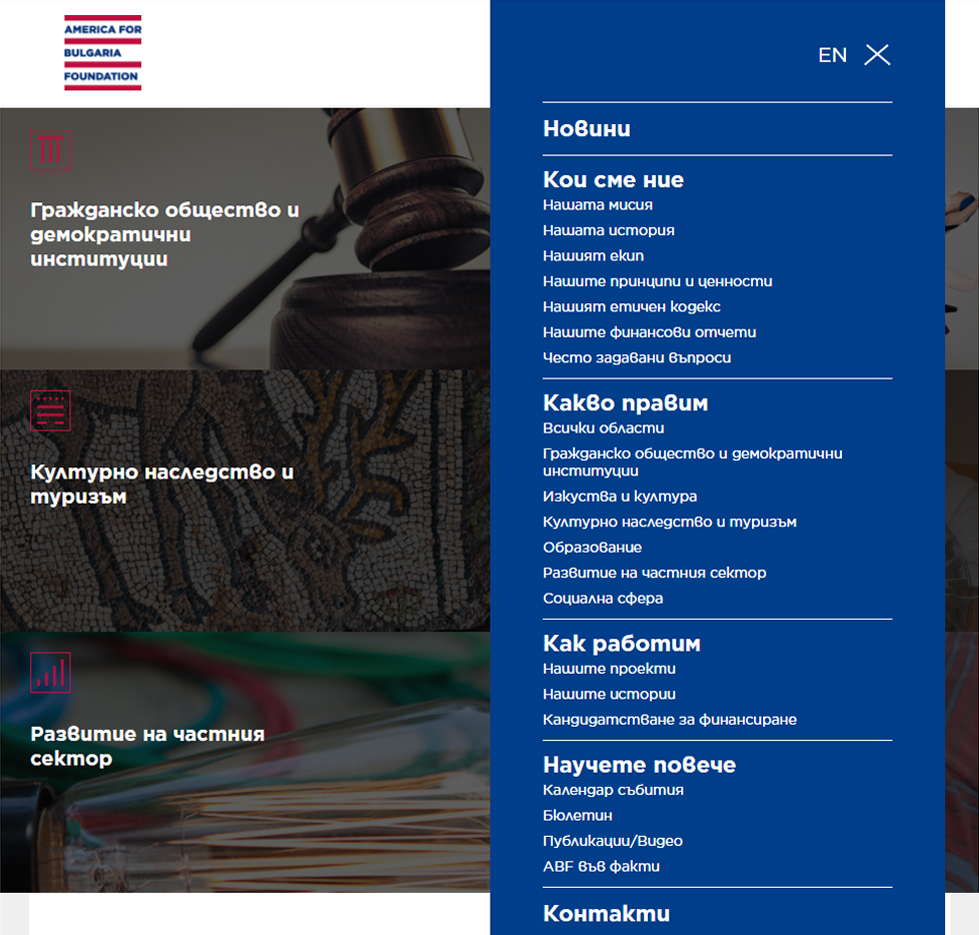 AMERICA FOR
BULGARIA
FOUNDATION
Гражданско общество и
демократични
институции
Културно наследство и
туризъм
Развитие на частния
сектор
EN
Новини
Кои сме ние
Нашата мисия
Нашата история
Нашият екип
Нашите принципи и ценности
Нашият етичен кодекс
Нашите финансови отчети
Често задавани въпроси
Какво правим
Всички области
Гражданско общество и демократични
институции
Изкуства и култура
Културно наследство и туризъм
Образование
Развитие на частния сектор
Социална сфера
Как работим
Нашите проекти
Нашите истории
Кандидатстване за финансиране
Научете повече
Календар събития
Бюлетин
Публикации/Видео
ABF във факти
Контакти